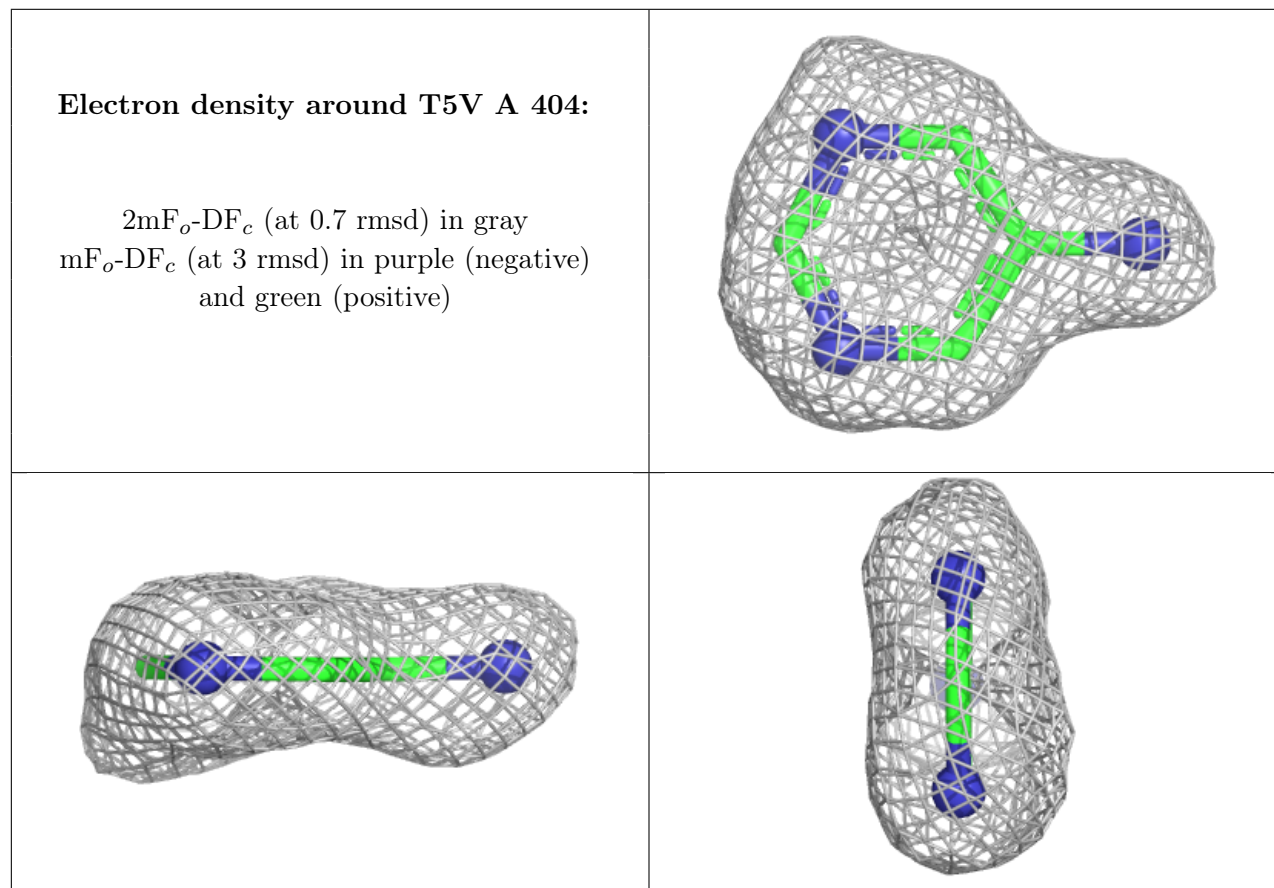 Electron density around T5V A 404:
2mFₒ-DF𝒸 (at 0.7 rmsd) in gray
mFₒ-DF𝒸 (at 3 rmsd) in purple (negative)
and green (positive)